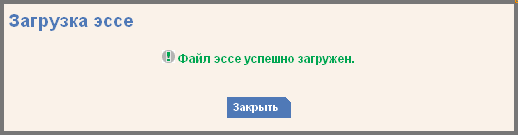 Загрузка эссе
Файл эссе успешно загружен.
Закрыть